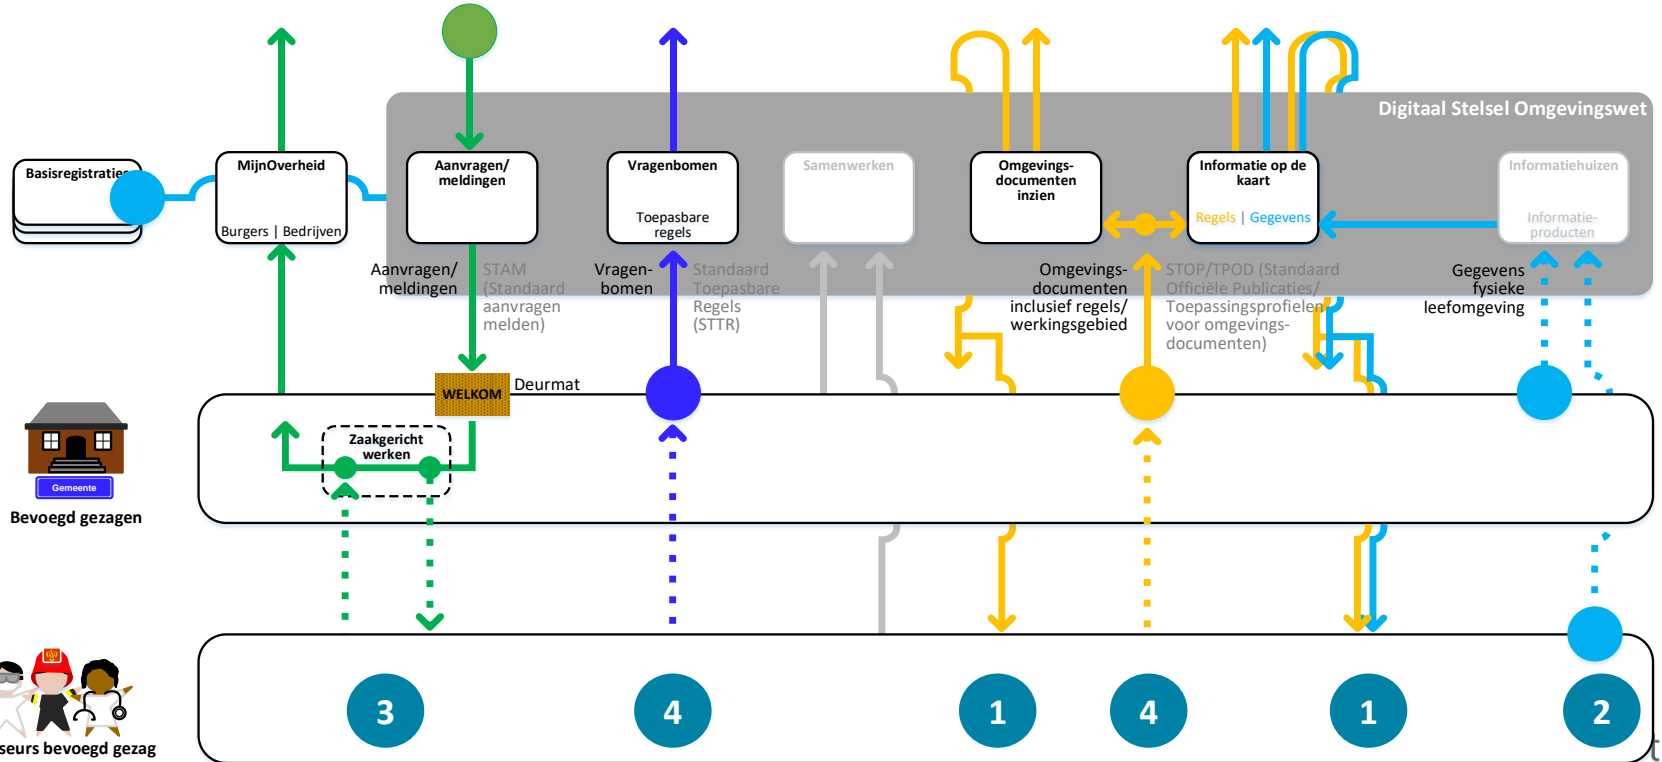 Digitaal Stelsel Omgevingswet
Basisregistraties
MijnOverheid
Burgers | Bedrijven
Aanvragen/
meldingen
Vragenbomen
Toepasbare
regels
Samenwerken
Omgevings-
documenten
inzien
Informatie op de
kaart
Regels | Gegevens
Informatiehuizen
Informatie-
producten
Aanvragen/
meldingen
STAM
(Standaard
aanvragen
melden)
Vragen-
bomen
Standaard
Toepasbare
Regels
(STTR)
Omgevings-
documenten
inclusief regels/
werkingsgebied
STOP/TPOD (Standaard
Officiële Publicaties/
Toepassingsprofielen
voor omgevings-
documenten)
Gegevens
fysieke
leefomgeving
WELKOM
Deurmat
Zaakgericht
werken
Gemeente
Bevoegd gezagen
seurs bevoegd gezag
3
4
1
4
1
2
t